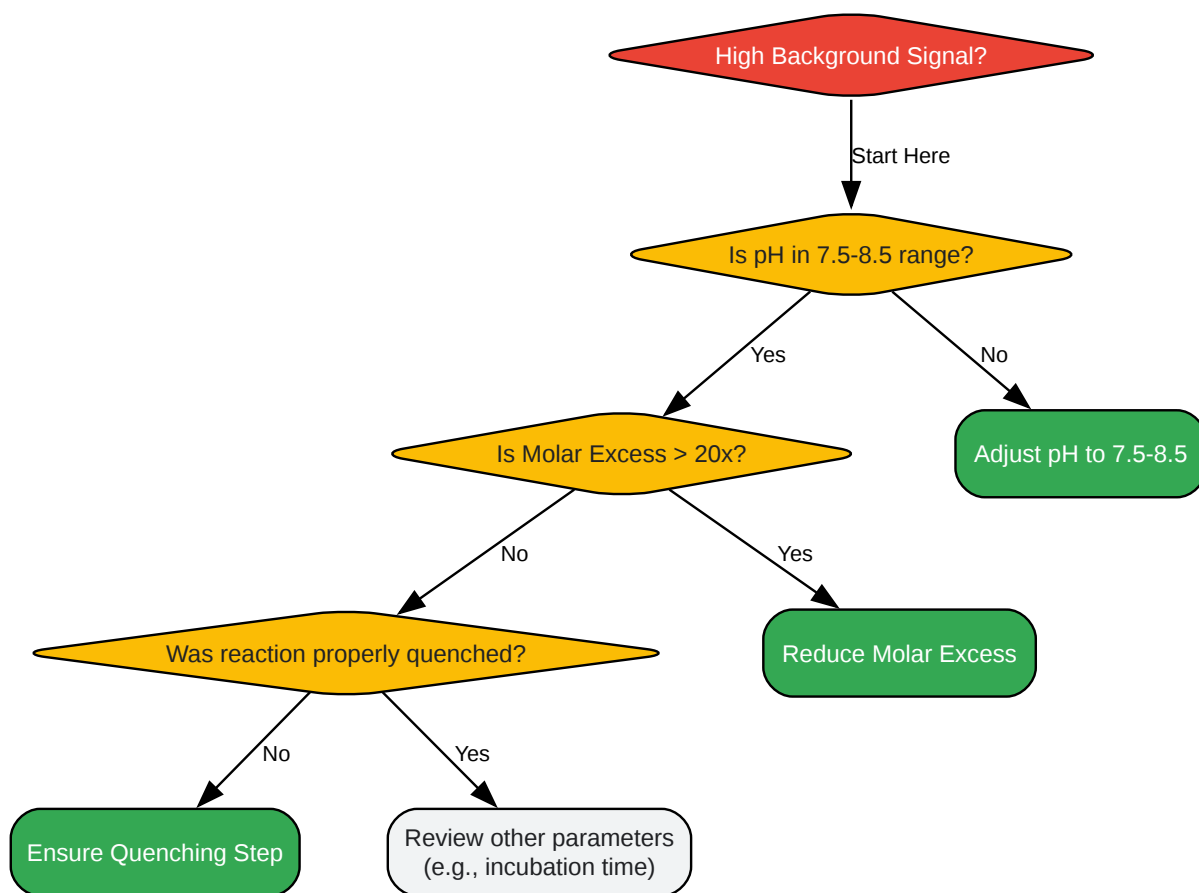 High Background Signal?
Start Here
Is pH in 7.5-8.5 range?
Yes
No
Is Molar Excess > 20x?
Adjust pH to 7.5-8.5
No
Yes
Was reaction properly quenched?
Reduce Molar Excess
No
Yes
Ensure Quenching Step
Review other parameters
(e.g., incubation time)